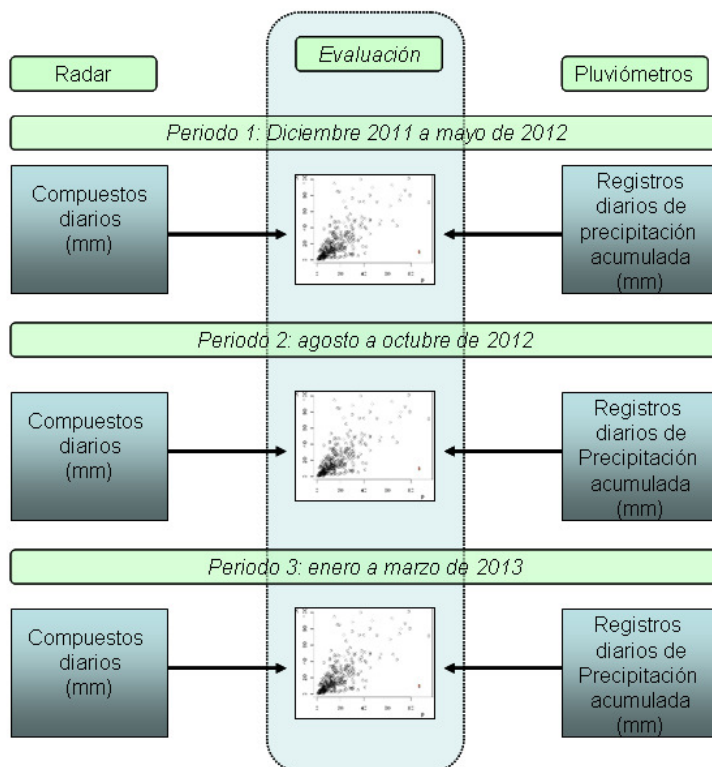 Radar
Evaluación
Pluviómetros
Periodo 1: Diciembre 2011 a mayo de 2012
Compuestos
diarios
(mm)
Registros
diarios de
precipitación
acumulada
(mm)
Periodo 2: agosto a octubre de 2012
Compuestos
diarios
(mm)
Registros
diarios de
Precipitación
acumulada
(mm)
Periodo 3: enero a marzo de 2013
Compuestos
diarios
(mm)
Registros
diarios de
Precipitación
acumulada
(mm)